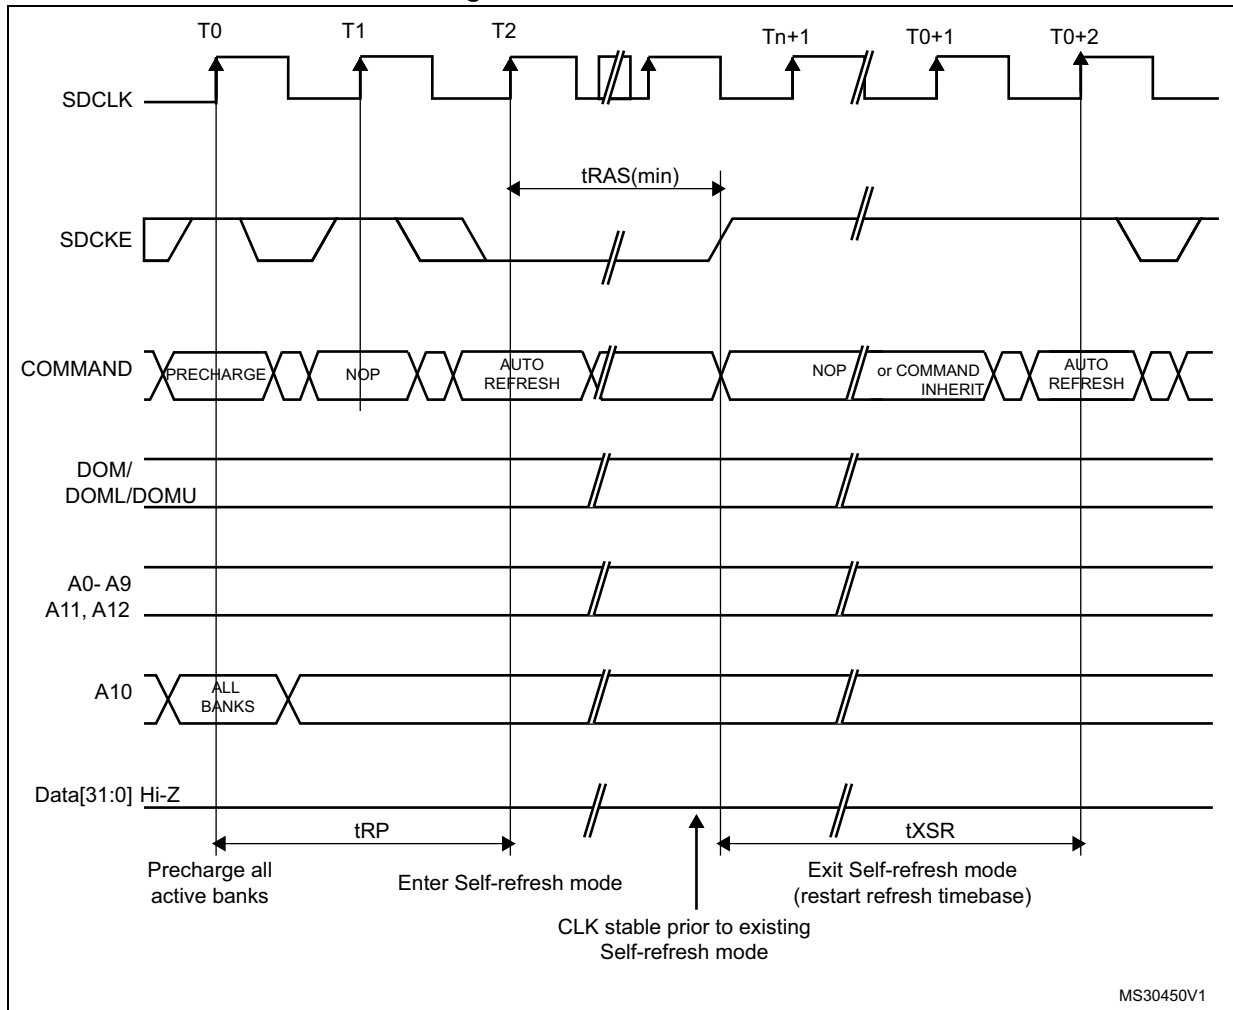 T0 T1 T2 Tn+1 T0+1 T0+2
SDCLK
tRAS(min)
SDCKE
COMMAND
PRECHARGE
NOP
AUTO
REFRESH
NOP
or COMMAND
INHERIT
AUTO
REFRESH
DOM/
DOML/DOMU
A0- A9
A11, A12
A10
ALL
BANKS
Data[31:0] Hi-Z
tRP
tXSR
Precharge all
active banks
Enter Self-refresh mode
Exit Self-refresh mode
(restart refresh timebase)
CLK stable prior to existing
Self-refresh mode
MS30450V1